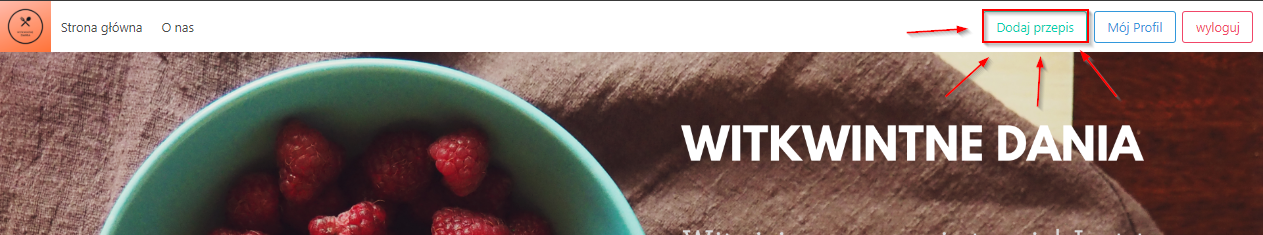 Strona główna O nas Dodaj przepis Mój Profil wyloguj
WITKWINTNE DANIA